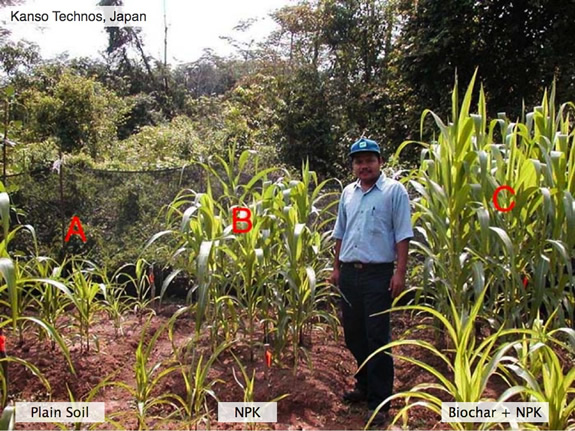 Kanso Technos, Japan
A
B
C
Plain Soil
NPK
Biochar + NPK